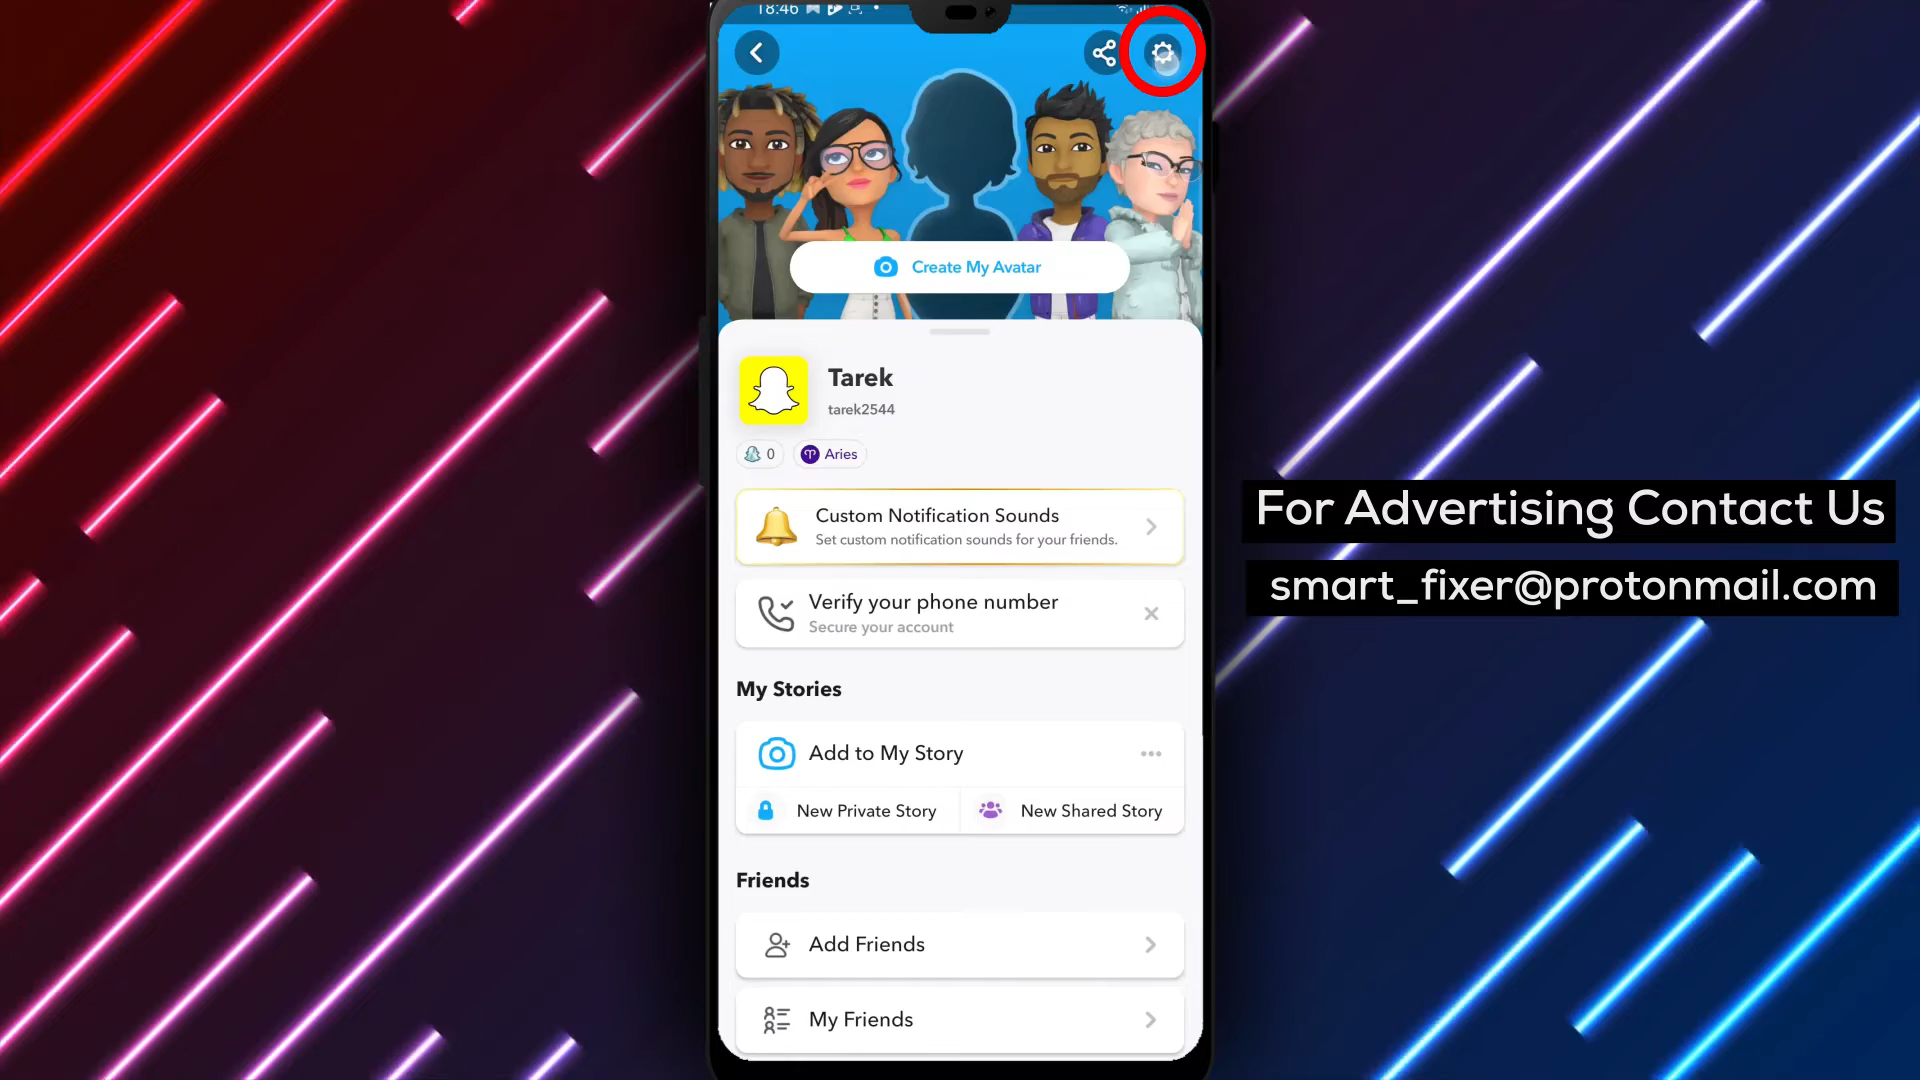 18:46
Create My Avatar
Tarek
tarek2544
0
Aries
Custom Notification Sounds
Set custom notification sounds for your friends.
Verify your phone number
Secure your account
My Stories
Add to My Story
New Private Story
New Shared Story
Friends
Add Friends
My Friends
For Advertising Contact Us
smart_fixer@protonmail.com